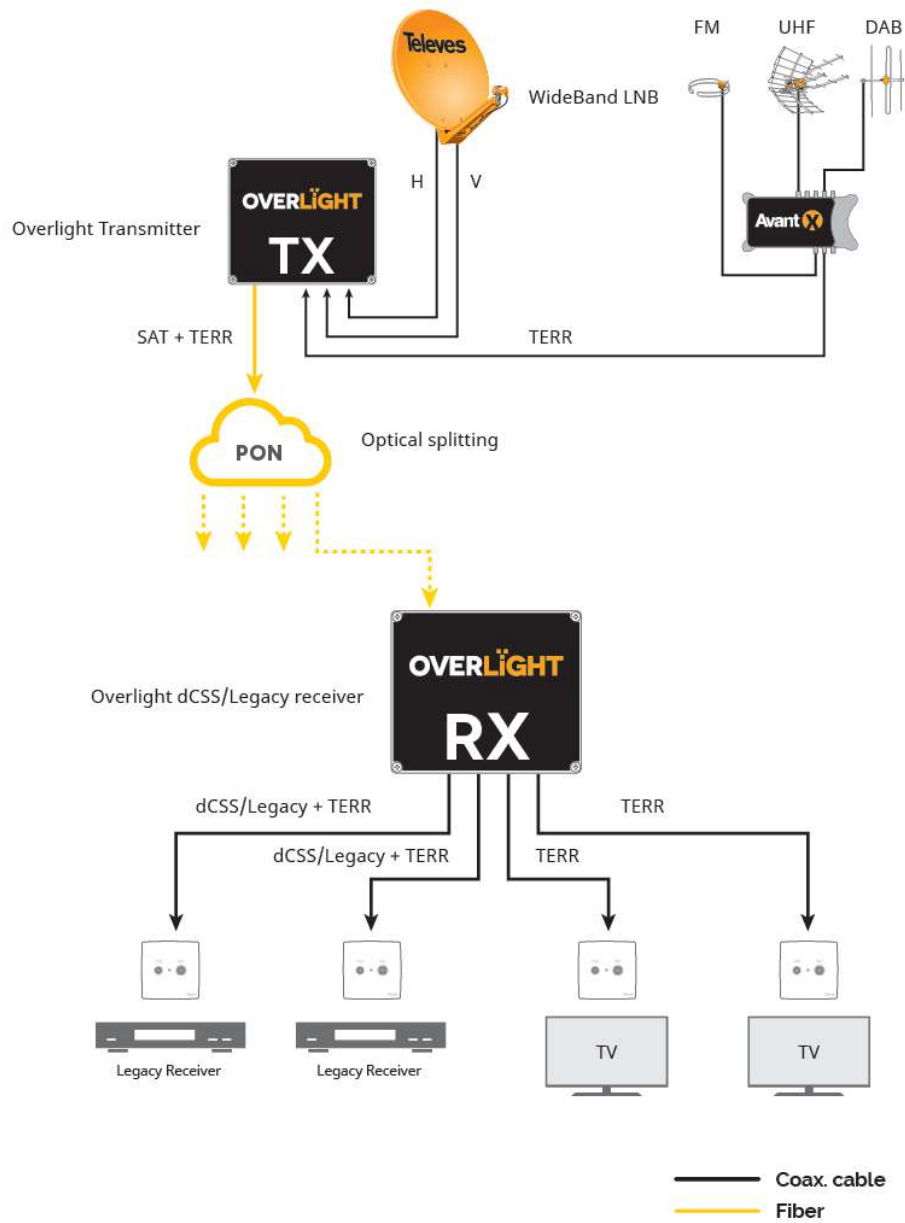 FM
UHF
DAB
Televes
WideBand LNB
H
V
OVERLÏGHT
TX
Overlight Transmitter
Avant X
SAT + TERR
TERR
PON
Optical splitting
OVERLÏGHT
RX
Overlight dCSS/Legacy receiver
dCSS/Legacy + TERR
TERR
dCSS/Legacy + TERR
TERR
TV
TV
Legacy Receiver
Legacy Receiver
Coax. cable
Fiber